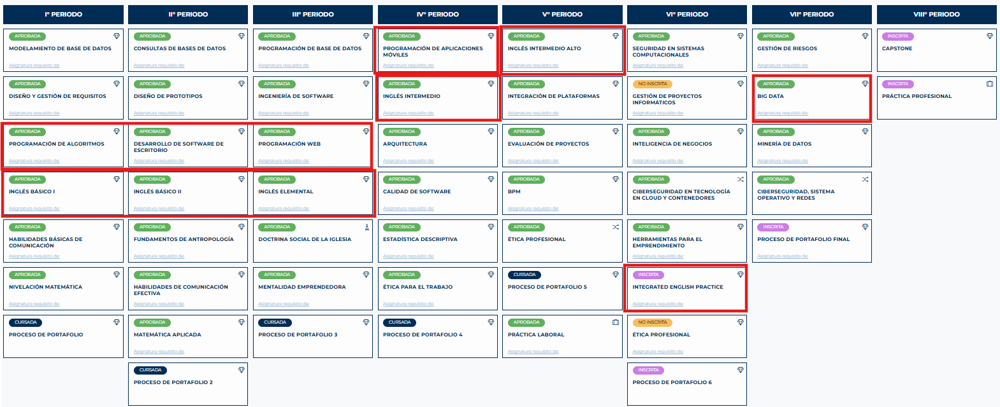 I° PERIODO
APROBADA
MODELAMIENTO DE BASE DE DATOS
Asignatura requisito de:
APROBADA
DISEÑO Y GESTIÓN DE REQUISITOS
Asignatura requisito de:
APROBADA
PROGRAMACIÓN DE ALGORITMOS
Asignatura requisito de:
APROBADA
INGLÉS BÁSICO I
Asignatura requisito de:
APROBADA
HABILIDADES BÁSICAS DE
COMUNICACIÓN
Asignatura requisito de:
APROBADA
NIVELACIÓN MATEMÁTICA
Asignatura requisito de:
CURSADA
PROCESO DE PORTAFOLIO
II° PERIODO
APROBADA
CONSULTAS DE BASES DE DATOS
Asignatura requisito de:
APROBADA
DISEÑO DE PROTOTIPOS
Asignatura requisito de:
APROBADA
DESARROLLO DE SOFTWARE DE
ESCRITORIO
Asignatura requisito de:
APROBADA
INGLÉS BÁSICO II
Asignatura requisito de:
APROBADA
FUNDAMENTOS DE ANTROPOLOGÍA
Asignatura requisito de:
APROBADA
HABILIDADES DE COMUNICACIÓN
EFECTIVA
Asignatura requisito de:
APROBADA
MATEMÁTICA APLICADA
Asignatura requisito de:
CURSADA
PROCESO DE PORTAFOLIO 2
III° PERIODO
APROBADA
PROGRAMACIÓN DE BASE DE DATOS
Asignatura requisito de:
APROBADA
INGENIERÍA DE SOFTWARE
Asignatura requisito de:
APROBADA
PROGRAMACIÓN WEB
Asignatura requisito de:
APROBADA
INGLÉS ELEMENTAL
Asignatura requisito de:
APROBADA
DOCTRINA SOCIAL DE LA IGLESIA
Asignatura requisito de:
APROBADA
MENTALIDAD EMPRENDEDORA
Asignatura requisito de:
CURSADA
PROCESO DE PORTAFOLIO 3
IV° PERIODO
APROBADA
PROGRAMACIÓN DE APLICACIONES
MÓVILES
Asignatura requisito de:
APROBADA
INGLÉS INTERMEDIO
Asignatura requisito de:
APROBADA
ARQUITECTURA
Asignatura requisito de:
APROBADA
CALIDAD DE SOFTWARE
Asignatura requisito de:
APROBADA
ESTADÍSTICA DESCRIPTIVA
Asignatura requisito de:
APROBADA
ÉTICA PARA EL TRABAJO
Asignatura requisito de:
CURSADA
PROCESO DE PORTAFOLIO 4
V° PERIODO
APROBADA
INGLÉS INTERMEDIO ALTO
Asignatura requisito de:
APROBADA
INTEGRACIÓN DE PLATAFORMAS
Asignatura requisito de:
APROBADA
EVALUACIÓN DE PROYECTOS
Asignatura requisito de:
APROBADA
BPM
Asignatura requisito de:
APROBADA
ÉTICA PROFESIONAL
Asignatura requisito de:
CURSADA
PROCESO DE PORTAFOLIO 5
APROBADA
PRÁCTICA LABORAL
Asignatura requisito de:
VI° PERIODO
APROBADA
SEGURIDAD EN SISTEMAS
COMPUTACIONALES
Asignatura requisito de:
NO INSCRITA
GESTIÓN DE PROYECTOS
INFORMÁTICOS
Asignatura requisito de:
APROBADA
INTELIGENCIA DE NEGOCIOS
Asignatura requisito de:
APROBADA
CIBERSEGURIDAD EN TECNOLOGÍA
EN CLOUD Y CONTENEDORES
APROBADA
HERRAMIENTAS PARA EL
EMPRENDIMIENTO
Asignatura requisito de:
INSCRITA
INTEGRATED ENGLISH PRACTICE
Asignatura requisito de:
NO INSCRITA
ÉTICA PROFESIONAL
Asignatura requisito de:
INSCRITA
PROCESO DE PORTAFOLIO 6
VII° PERIODO
APROBADA
GESTIÓN DE RIESGOS
Asignatura requisito de:
APROBADA
BIG DATA
Asignatura requisito de:
APROBADA
MINERÍA DE DATOS
Asignatura requisito de:
APROBADA
CIBERSEGURIDAD, SISTEMA
OPERATIVO Y REDES
INSCRITA
PROCESO DE PORTAFOLIO FINAL
Asignatura requisito de:
VIII° PERIODO
INSCRITA
CAPSTONE
INSCRITA
PRÁCTICA PROFESIONAL